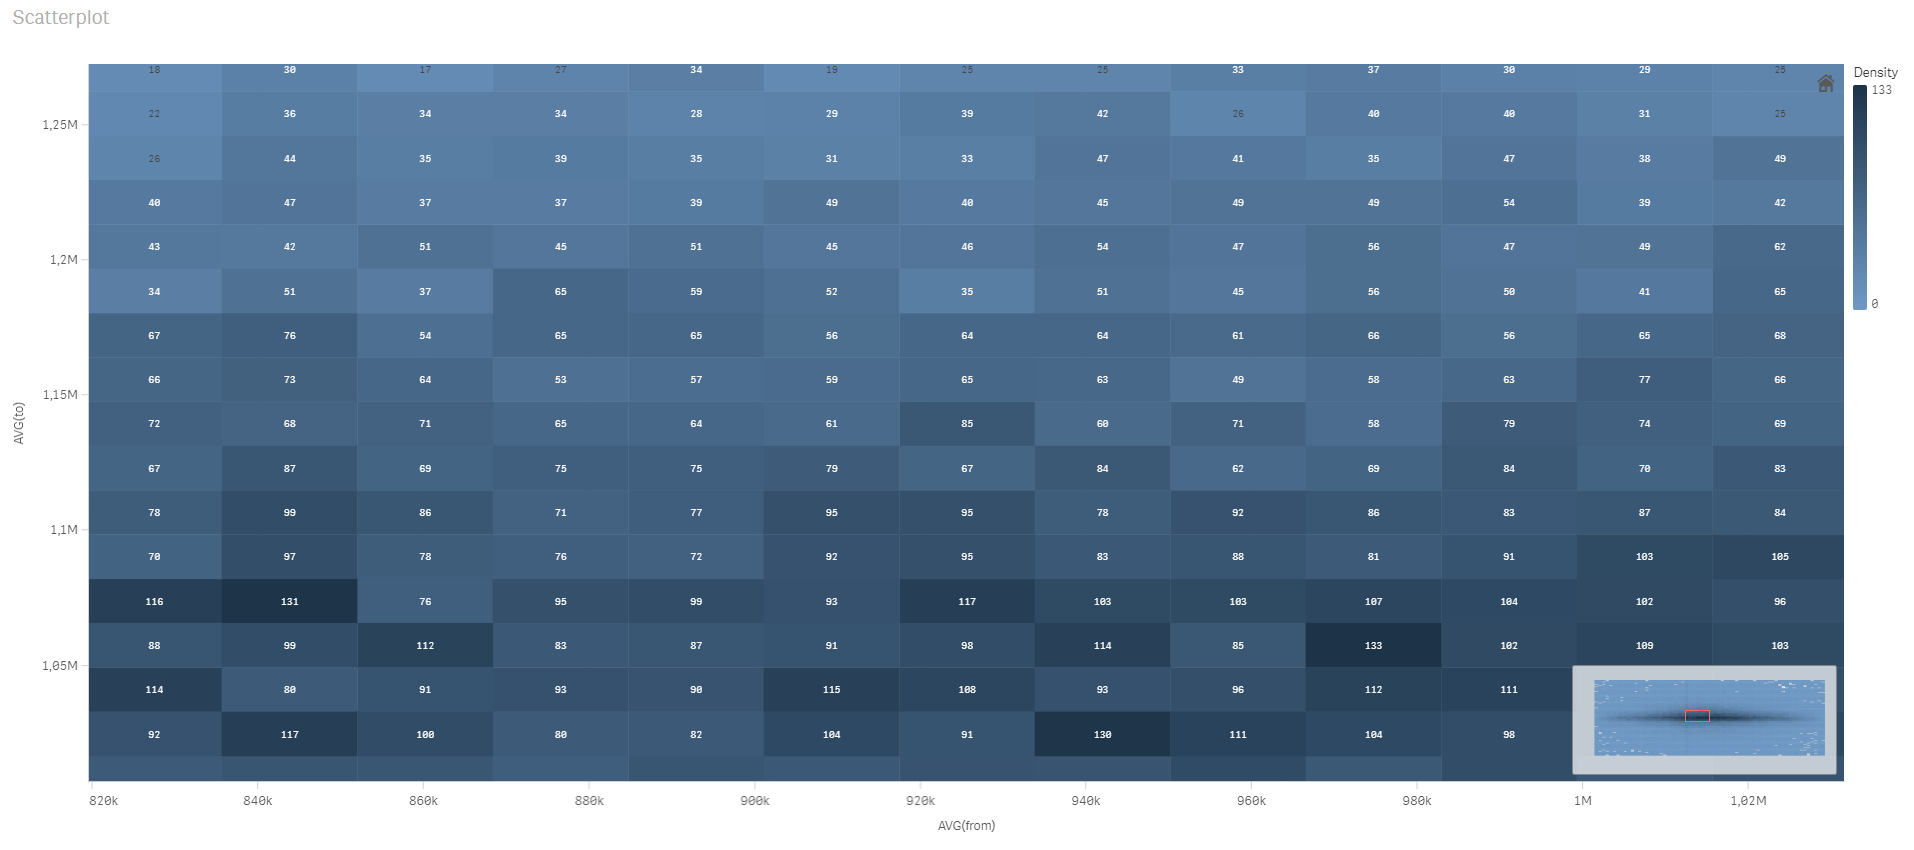 Scatterplot
18 30 17 27 34 19 25 25 33 37 30 29 25
Density
133
22 36 34 34 28 29 39 42 26 40 40 31 25
1,25M
26 44 35 39 35 31 33 47 41 35 47 38 49
40 47 37 37 39 49 40 45 49 49 54 39 42
43 42 51 45 51 45 46 54 47 56 47 49 62
1,2M
34 51 37 65 59 52 35 51 45 56 50 41 65
0
67 76 54 65 65 56 64 64 61 66 56 65 68
66 73 64 53 57 59 65 63 49 58 63 77 66
1,15M
AVG(to)
72 68 71 65 64 61 85 60 71 58 79 74 69
67 87 69 75 75 79 67 84 62 69 84 70 83
78 99 86 71 77 95 95 78 92 86 83 87 84
1,1M
70 97 78 76 72 92 95 83 88 81 91 103 105
116 131 76 95 99 93 117 103 103 107 104 102 96
88 99 112 83 87 91 98 114 85 133 102 109 103
1,05M
114 80 91 93 90 115 108 93 96 112 111
92 117 100 80 82 104 91 130 111 104 98
820k 840k 860k 880k 900k 920k 940k 960k 980k 1M 1,02M
AVG(from)